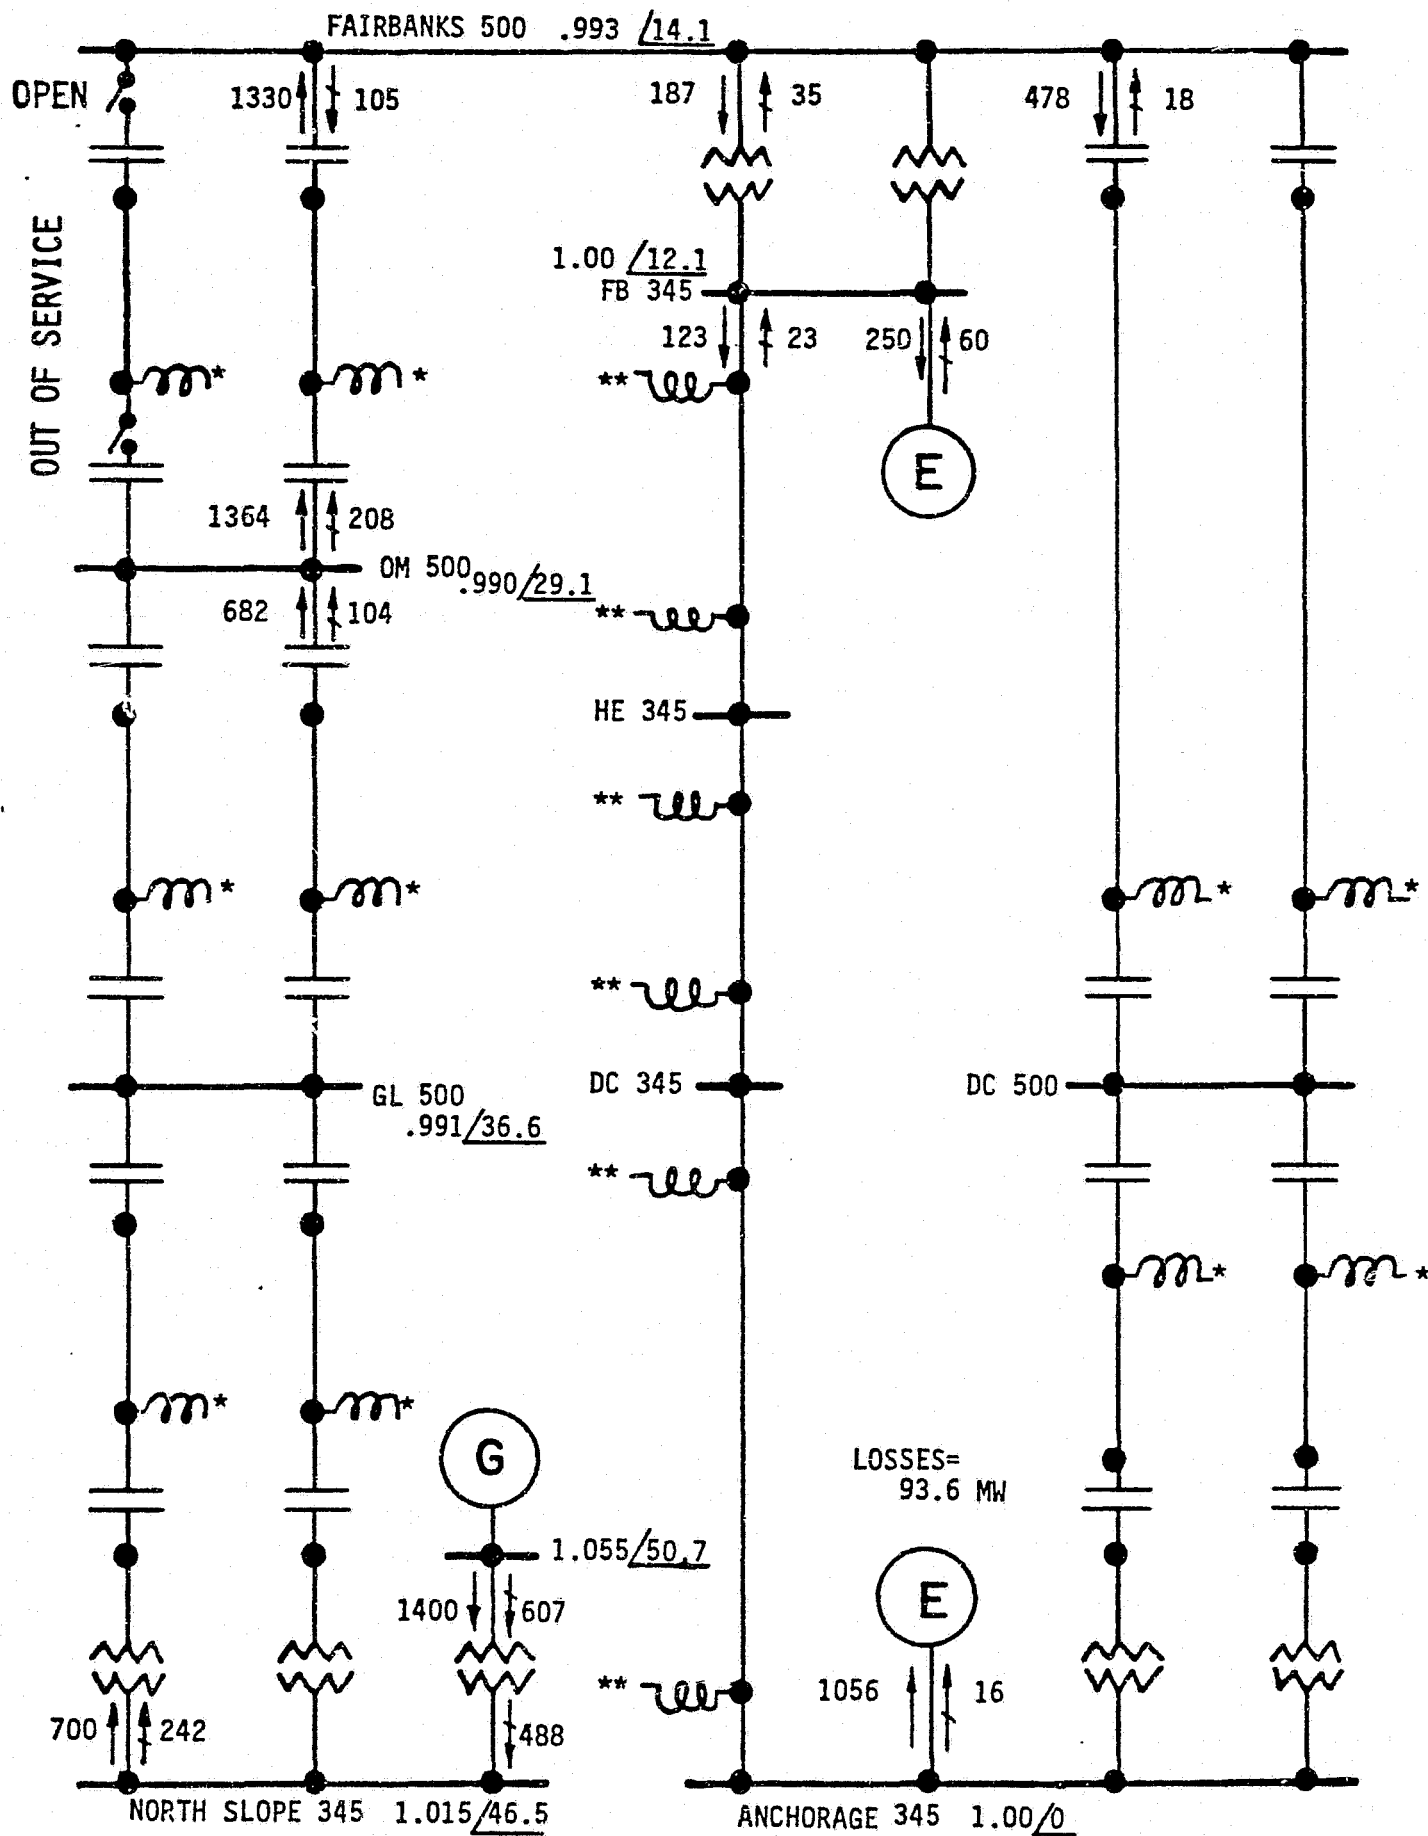 FAIRBANKS 500 .993 /14.1
OPEN
1330 105
187 35
478 18
OUT OF SERVICE
1.00 /12.1
FB 345
123 23
250 60
*
*
**
E
1364 208
OM 500 .990 /29.1
682 104
**
HE 345
**
*
*
*
*
**
GL 500
.991 /36.6
DC 345
DC 500
**
*
*
*
*
G
LOSSES=
93.6 MW
1.055 /50.7
1400 607
E
**
1056 16
700 242
488
NORTH SLOPE 345 1.015 /46.5
ANCHORAGE 345 1.00 /0